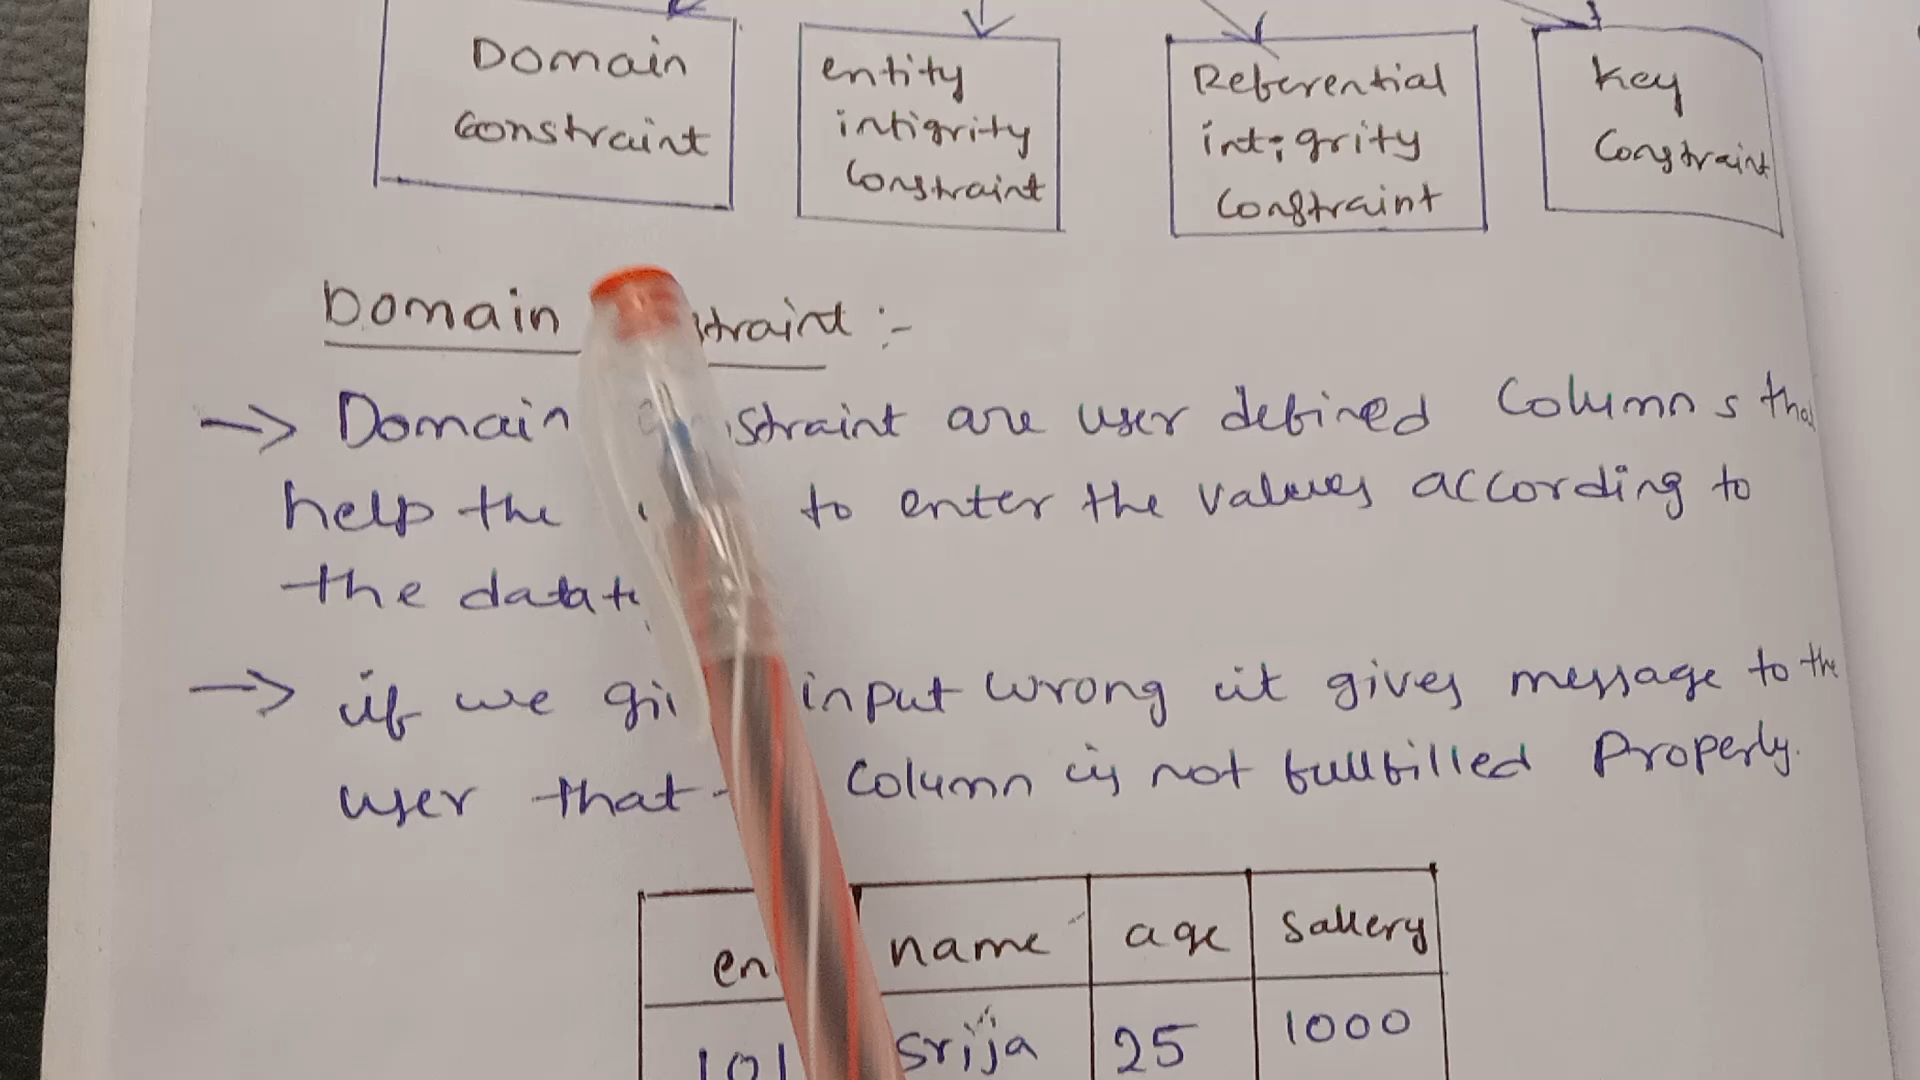 Domain
Constraint
entity
intigrity
Constraint
Referential
intigrity
Constraint
Key
Constraint
Domain :-
Domain are user defined Columns that
help the to enter the values according to
the
if we input wrong it gives message to the
user that Column is not fullfilled Properly.
name age Sallery
101 Srija 25 1000